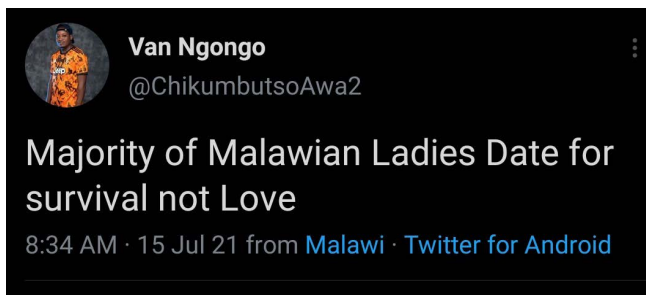 Van Ngongo
@ChikumbutsoAwa2
Majority of Malawian Ladies Date for
survival not Love
8:34 AM · 15 Jul 21 from Malawi · Twitter for Android